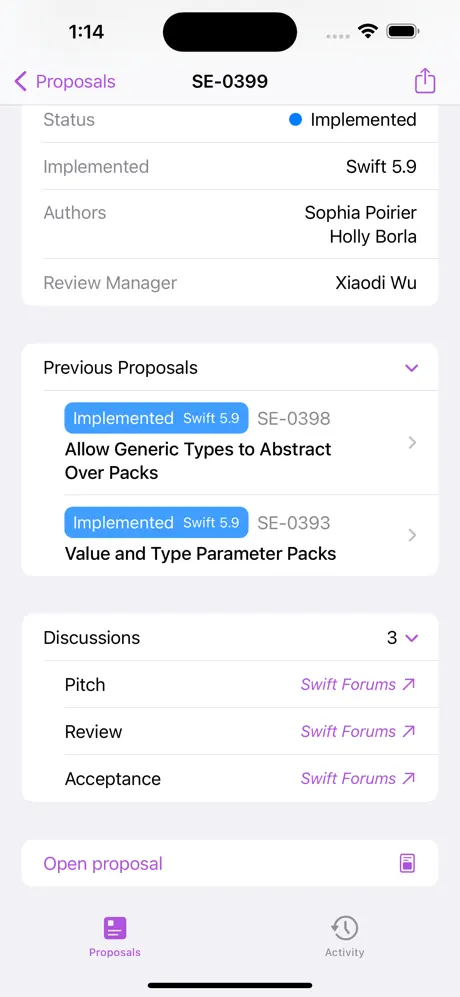 1:14
Proposals
SE-0399
Status
Implemented
Implemented
Swift 5.9
Authors
Sophia Poirier
Holly Borla
Review Manager
Xiaodi Wu
Previous Proposals
Implemented Swift 5.9 SE-0398
Allow Generic Types to Abstract
Over Packs
Implemented Swift 5.9 SE-0393
Value and Type Parameter Packs
Discussions
3
Pitch
Swift Forums
Review
Swift Forums
Acceptance
Swift Forums
Open proposal
Proposals
Activity